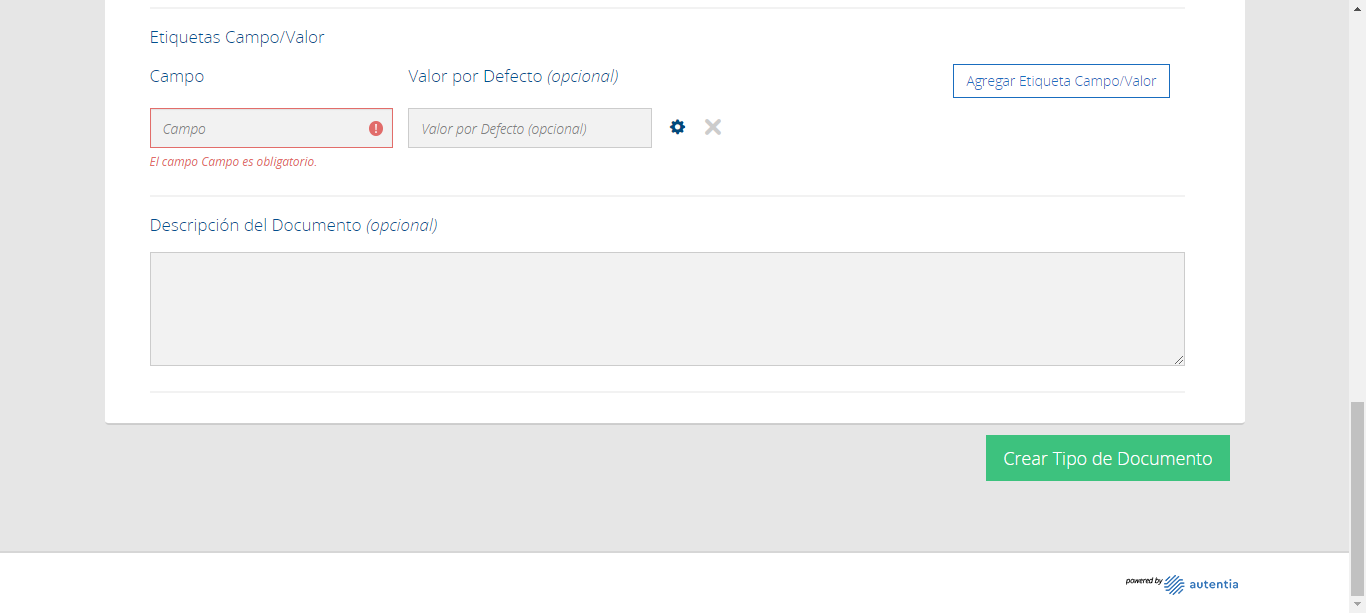 Etiquetas Campo/Valor
Campo
Valor por Defecto (opcional)
Agregar Etiqueta Campo/Valor
Campo
Valor por Defecto (opcional)
El campo Campo es obligatorio.
Descripción del Documento (opcional)
Crear Tipo de Documento
powered by autentia